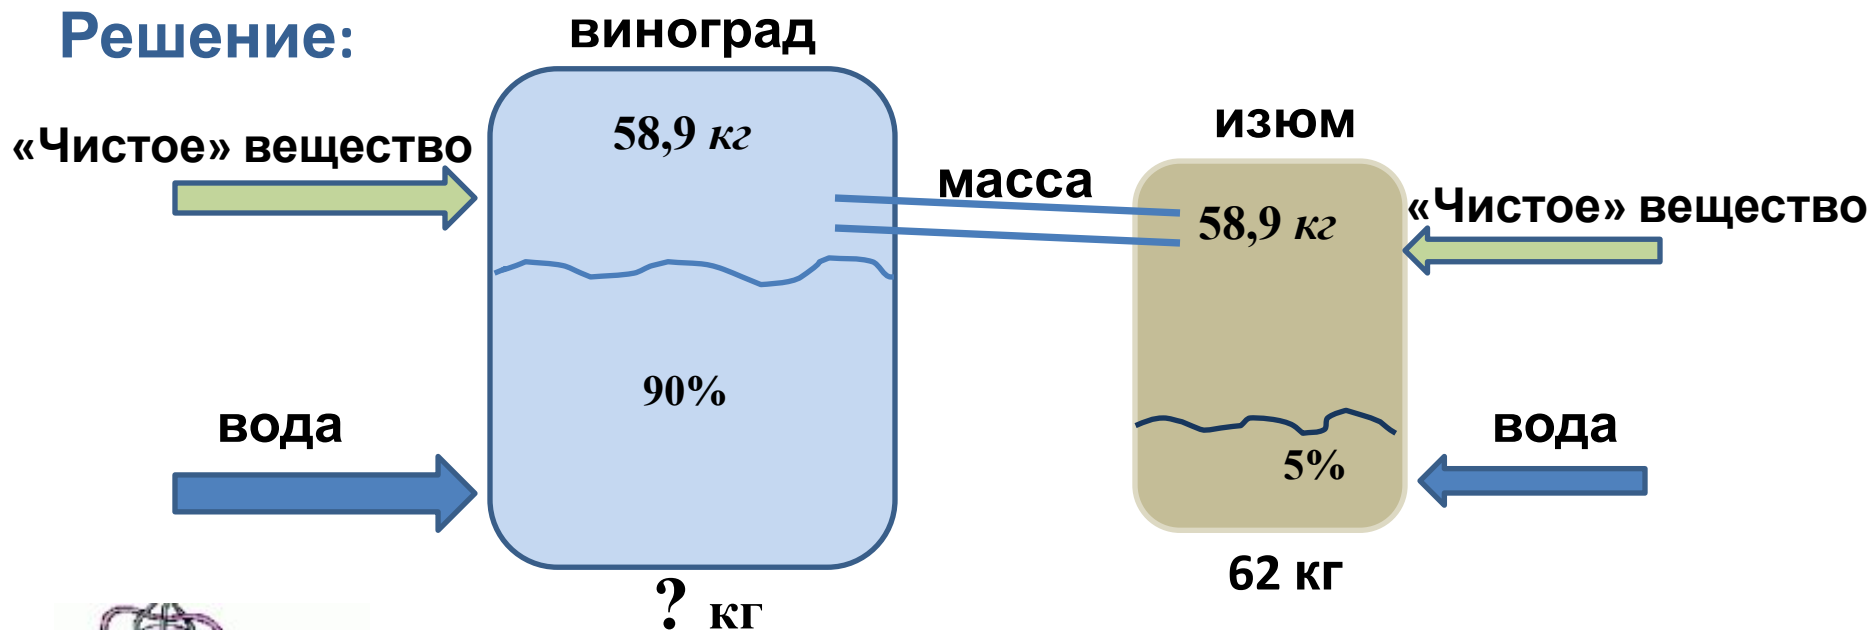 Решение:
виноград
58,9 кг
изюм
«Чистое» вещество
масса
58,9 кг
«Чистое» вещество
90%
вода
вода
5%
62 кг
? кг